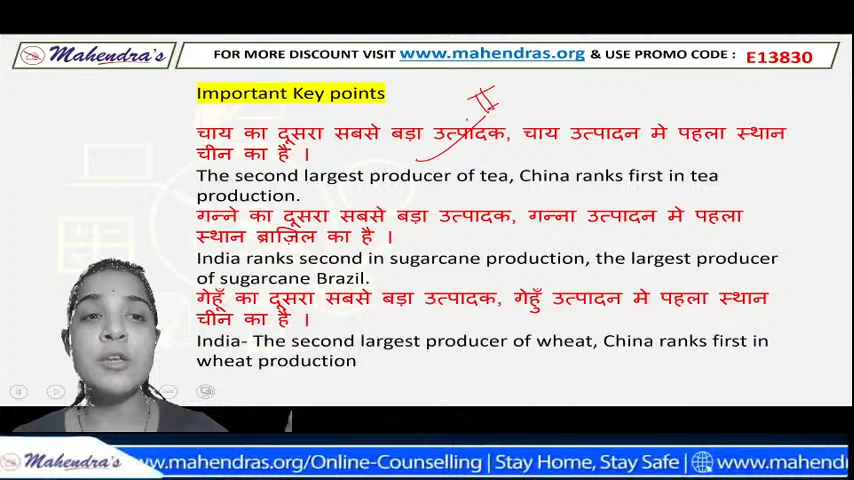 Mahendra's
FOR MORE DISCOUNT VISIT www.mahendras.org & USE PROMO CODE : E13830
Important Key points
II
चाय का दूसरा सबसे बड़ा उत्पादक, चाय उत्पादन मे पहला स्थान
चीन का है ।
The second largest producer of tea, China ranks first in tea
production.
गन्ने का दूसरा सबसे बड़ा उत्पादक, गन्ना उत्पादन मे पहला
स्थान ब्राज़िल का है ।
India ranks second in sugarcane production, the largest producer
of sugarcane Brazil.
गेहूँ का दूसरा सबसे बड़ा उत्पादक, गेहुँ उत्पादन मे पहला स्थान
चीन का है ।
India- The second largest producer of wheat, China ranks first in
wheat production
Mahendra's www.mahendras.org/Online-Counselling | Stay Home, Stay Safe | www.mahend